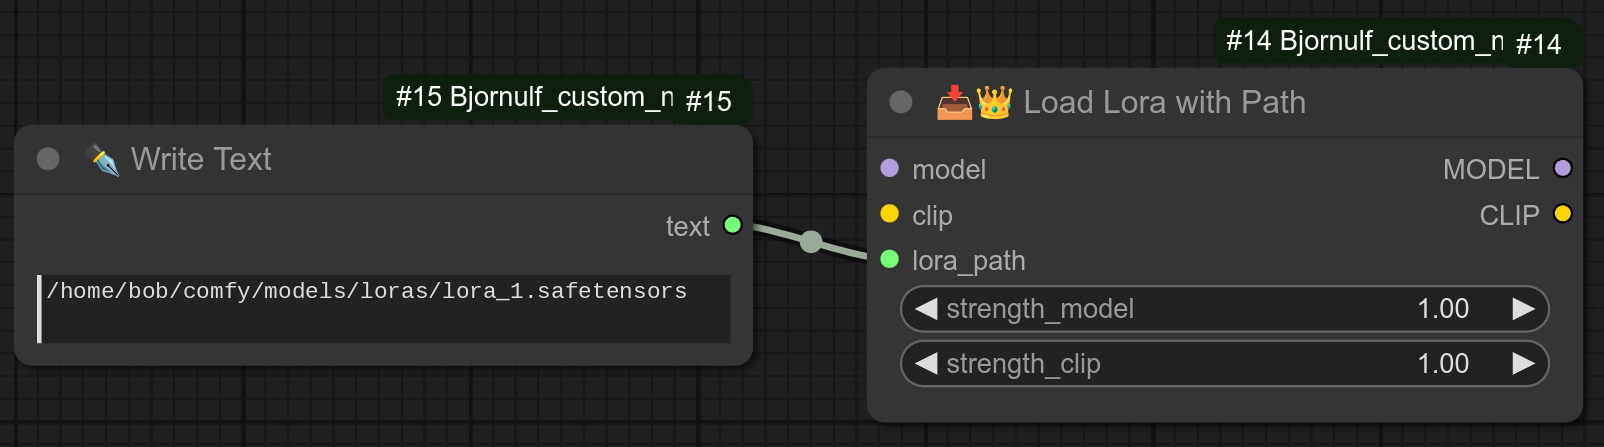 #15 Bjornulf_custom_n #15
Write Text
text
/home/bob/comfy/models/loras/lora_1.safetensors
#14 Bjornulf_custom_n #14
Load Lora with Path
model MODEL
clip CLIP
lora_path
strength_model 1.00
strength_clip 1.00